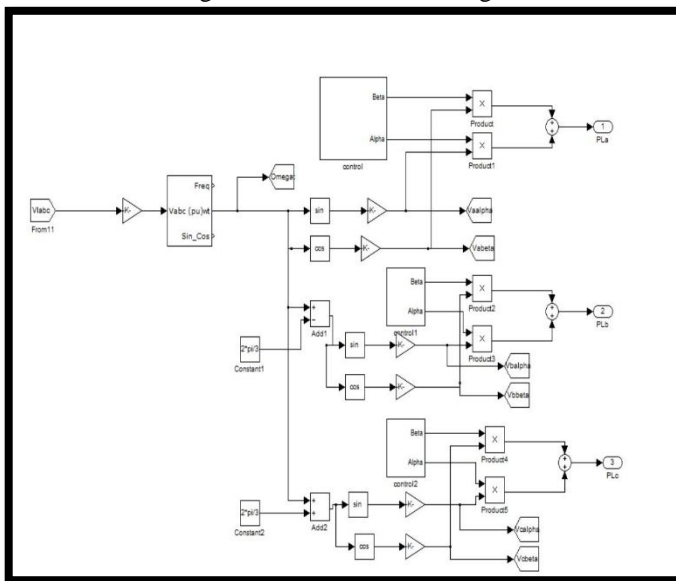 Beta
Alpha
control
X
Product
X
Product1
+
+
1
PLa
Omegat
Freq
Vabc (pu)wt
Sin_Cos
VIabc
From11
-K-
sin
-K-
Vaalpha
cos
-K-
Vabeta
Beta
Alpha
control1
X
Product2
X
Product3
+
+
2
PLb
+
−
Add1
2*pi/3
Constant1
sin
-K-
Vbalpha
cos
-K-
Vbbeta
Beta
Alpha
control2
X
Product4
X
Product5
+
+
3
PLc
+
+
Add2
2*pi/3
Constant2
sin
-K-
Vcalpha
cos
-K-
Vcbeta